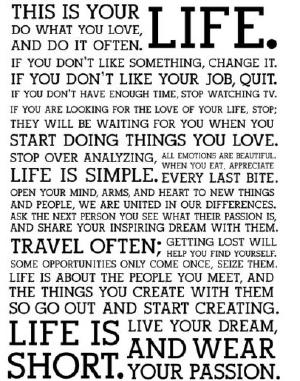 THIS IS YOUR LIFE.
DO WHAT YOU LOVE,
AND DO IT OFTEN.
IF YOU DON'T LIKE SOMETHING, CHANGE IT.
IF YOU DON'T LIKE YOUR JOB, QUIT.
IF YOU DON'T HAVE ENOUGH TIME, STOP WATCHING TV.
IF YOU ARE LOOKING FOR THE LOVE OF YOUR LIFE, STOP;
THEY WILL BE WAITING FOR YOU WHEN YOU
START DOING THINGS YOU LOVE.
STOP OVER ANALYZING,
LIFE IS SIMPLE.
ALL EMOTIONS ARE BEAUTIFUL.
WHEN YOU EAT, APPRECIATE
EVERY LAST BITE.
OPEN YOUR MIND, ARMS, AND HEART TO NEW THINGS
AND PEOPLE, WE ARE UNITED IN OUR DIFFERENCES.
ASK THE NEXT PERSON YOU SEE WHAT THEIR PASSION IS,
AND SHARE YOUR INSPIRING DREAM WITH THEM.
TRAVEL OFTEN;
GETTING LOST WILL
HELP YOU FIND YOURSELF.
SOME OPPORTUNITIES ONLY COME ONCE, SEIZE THEM.
LIFE IS ABOUT THE PEOPLE YOU MEET, AND
THE THINGS YOU CREATE WITH THEM
SO GO OUT AND START CREATING.
LIFE IS
SHORT.
LIVE YOUR DREAM,
AND WEAR
YOUR PASSION.